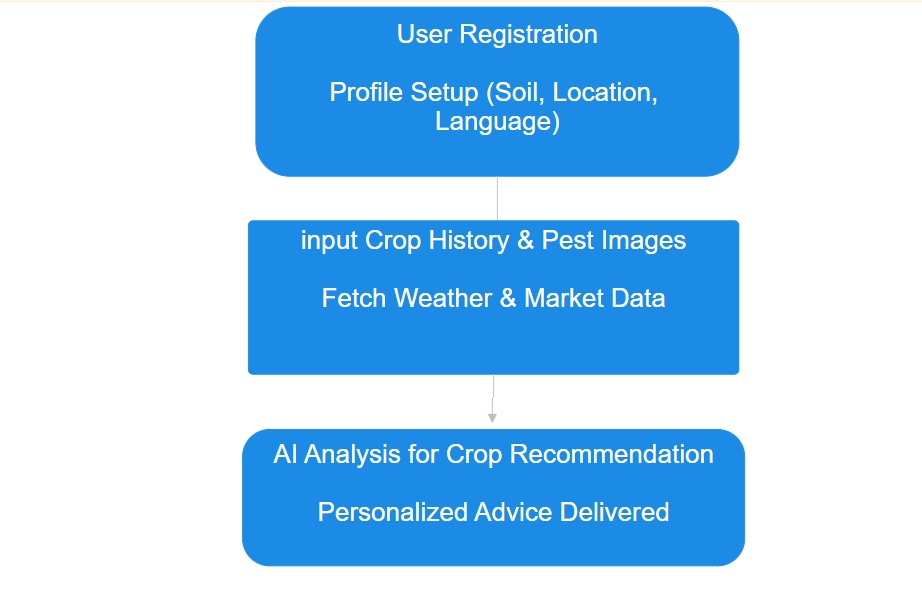 User Registration
Profile Setup (Soil, Location,
Language)
input Crop History & Pest Images
Fetch Weather & Market Data
AI Analysis for Crop Recommendation
Personalized Advice Delivered